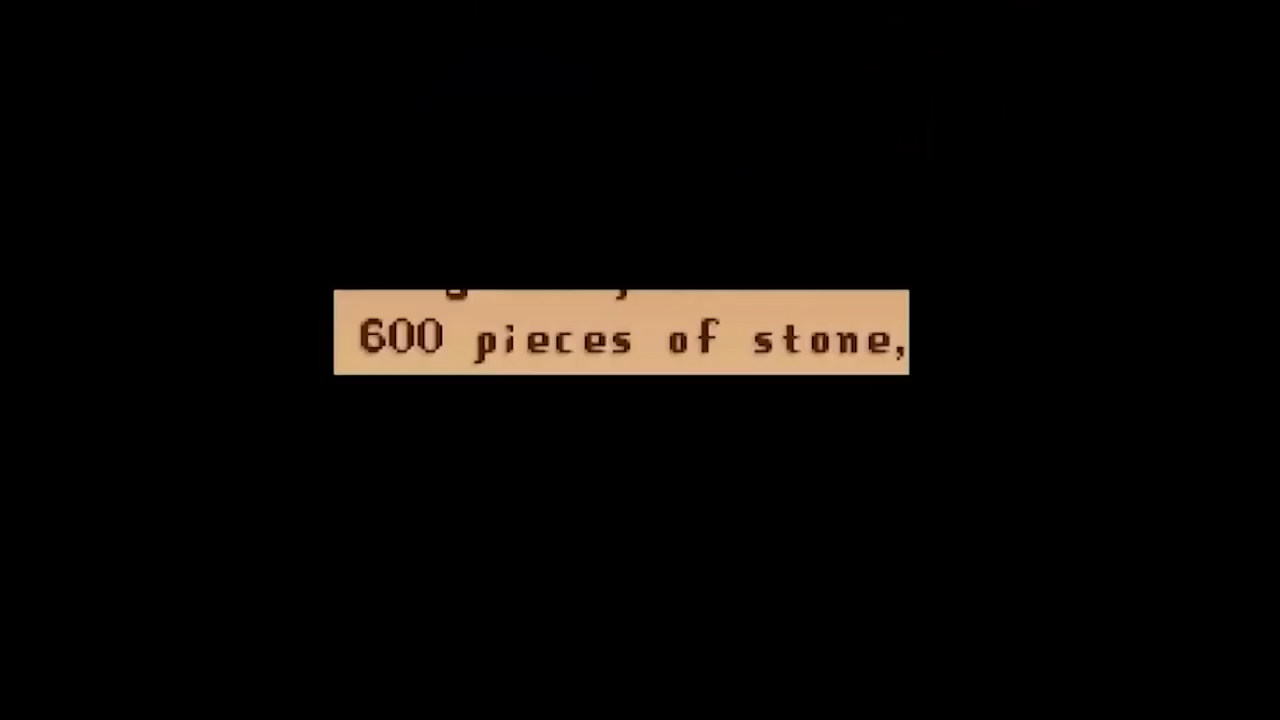 600 pieces of stone,